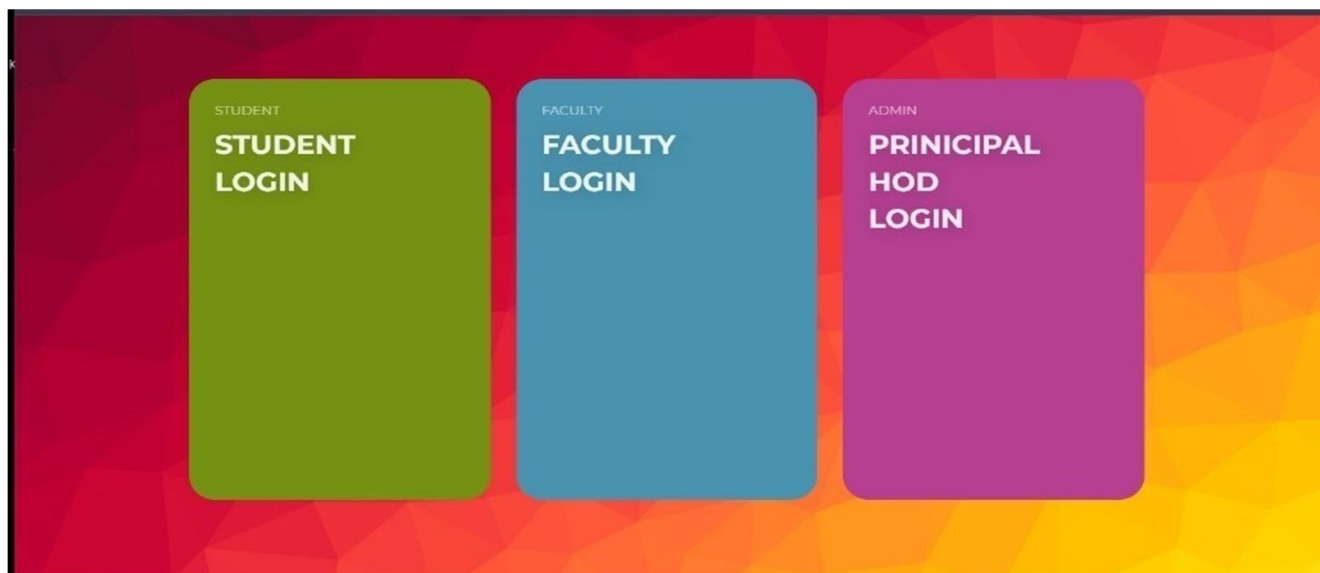 STUDENT
STUDENT
LOGIN
FACULTY
FACULTY
LOGIN
ADMIN
PRINICIPAL
HOD
LOGIN